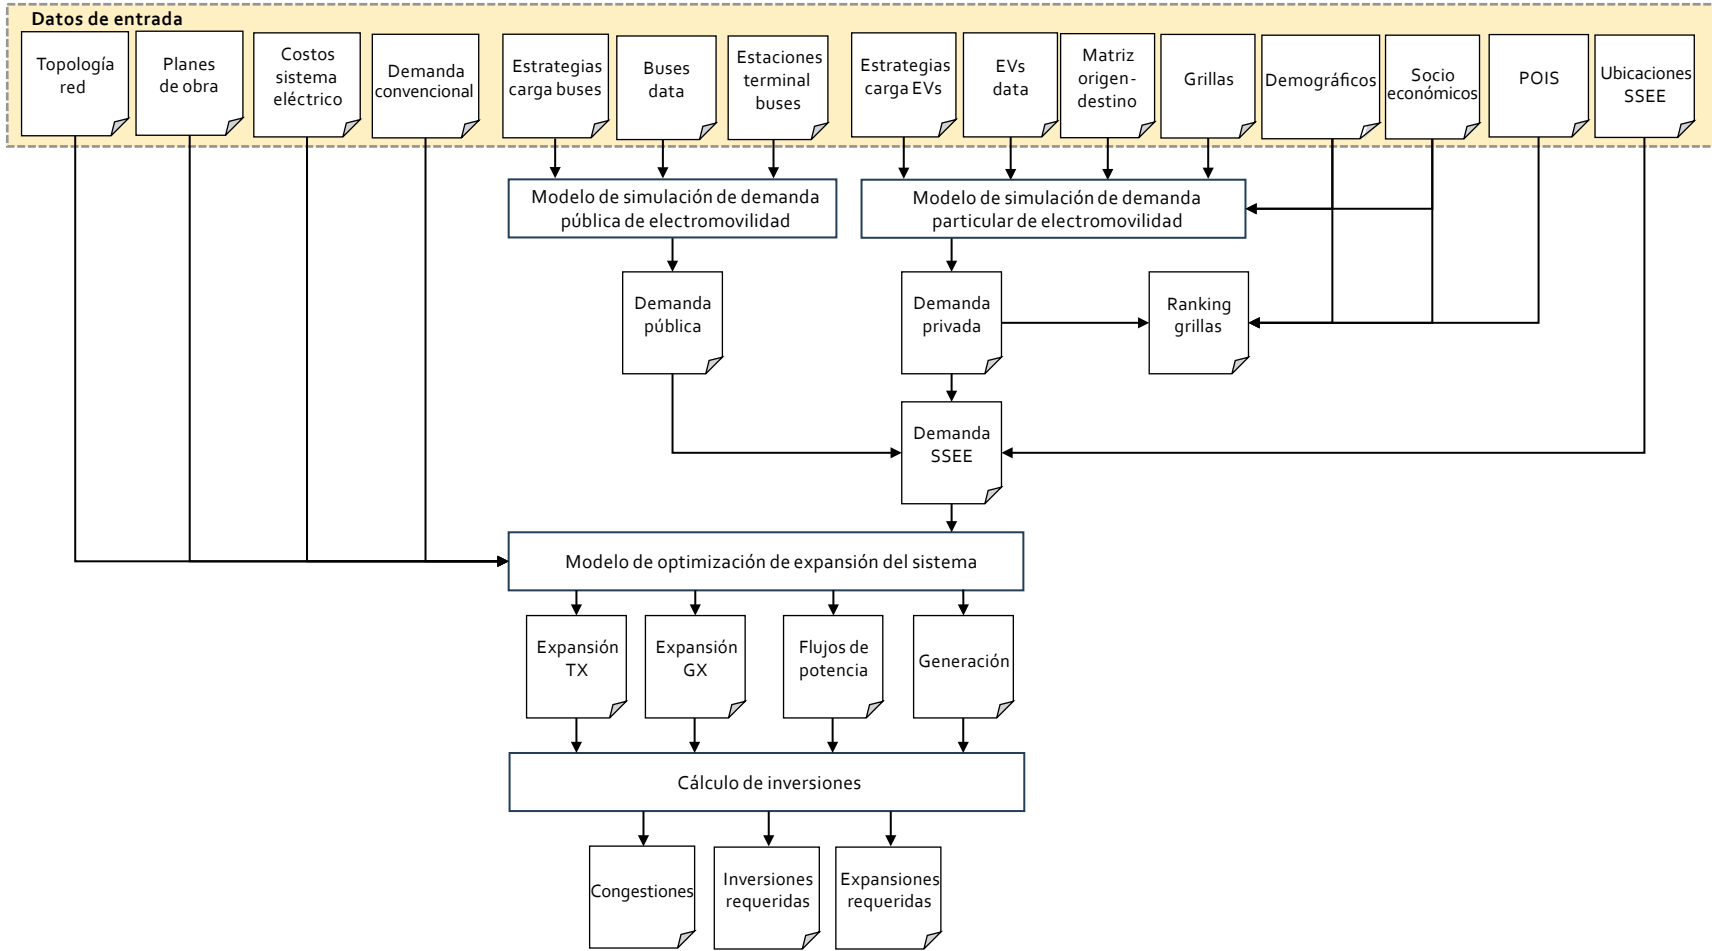 Datos de entrada
Topología
red
Planes
de obra
Costos
sistema
eléctrico
Demanda
convencional
Estrategias
carga buses
Buses
data
Estaciones
terminal
buses
Estrategias
carga EVs
EVs
data
Matriz
origen-
destino
Grillas
Demográficos
Socio
económicos
POIS
Ubicaciones
SSEE
Modelo de simulación de demanda
pública de electromovilidad
Modelo de simulación de demanda
particular de electromovilidad
Demanda
pública
Demanda
privada
Ranking
grillas
Demanda
SSEE
Modelo de optimización de expansión del sistema
Expansión
TX
Expansión
GX
Flujos de
potencia
Generación
Cálculo de inversiones
Congestiones
Inversiones
requeridas
Expansiones
requeridas